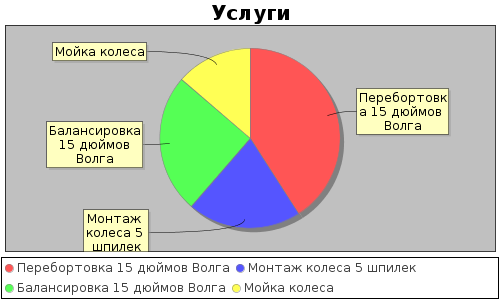 Услуги
Мойка колеса
Перебортовк
а 15 дюймов
Волга
Балансировка
15 дюймов
Волга
Монтаж
колеса 5
шпилек
Перебортовка 15 дюймов Волга Монтаж колеса 5 шпилек
Балансировка 15 дюймов Волга Мойка колеса